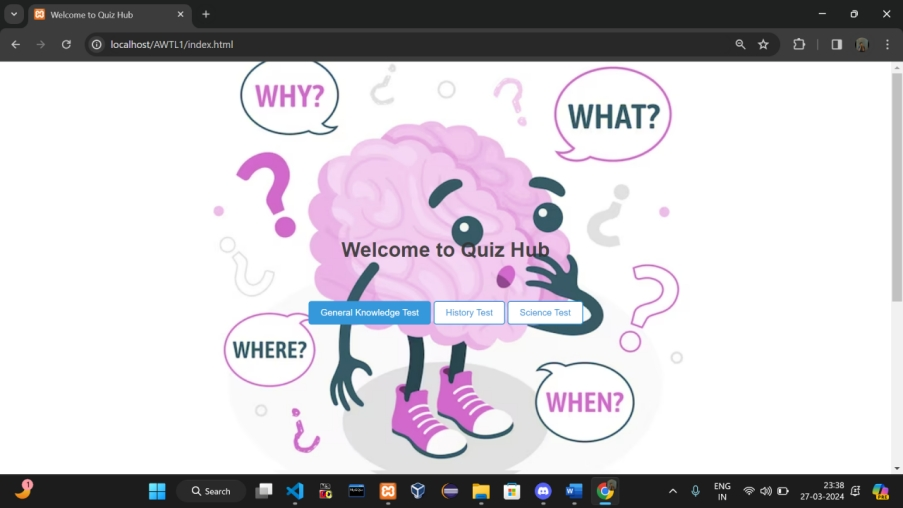 Welcome to Quiz Hub
localhost/AWTL1/index.html
WHY?
WHAT?
Welcome to Quiz Hub
General Knowledge Test
History Test
Science Test
WHERE?
WHEN?
Search
ENG
IN
23:38
27-03-2024
1